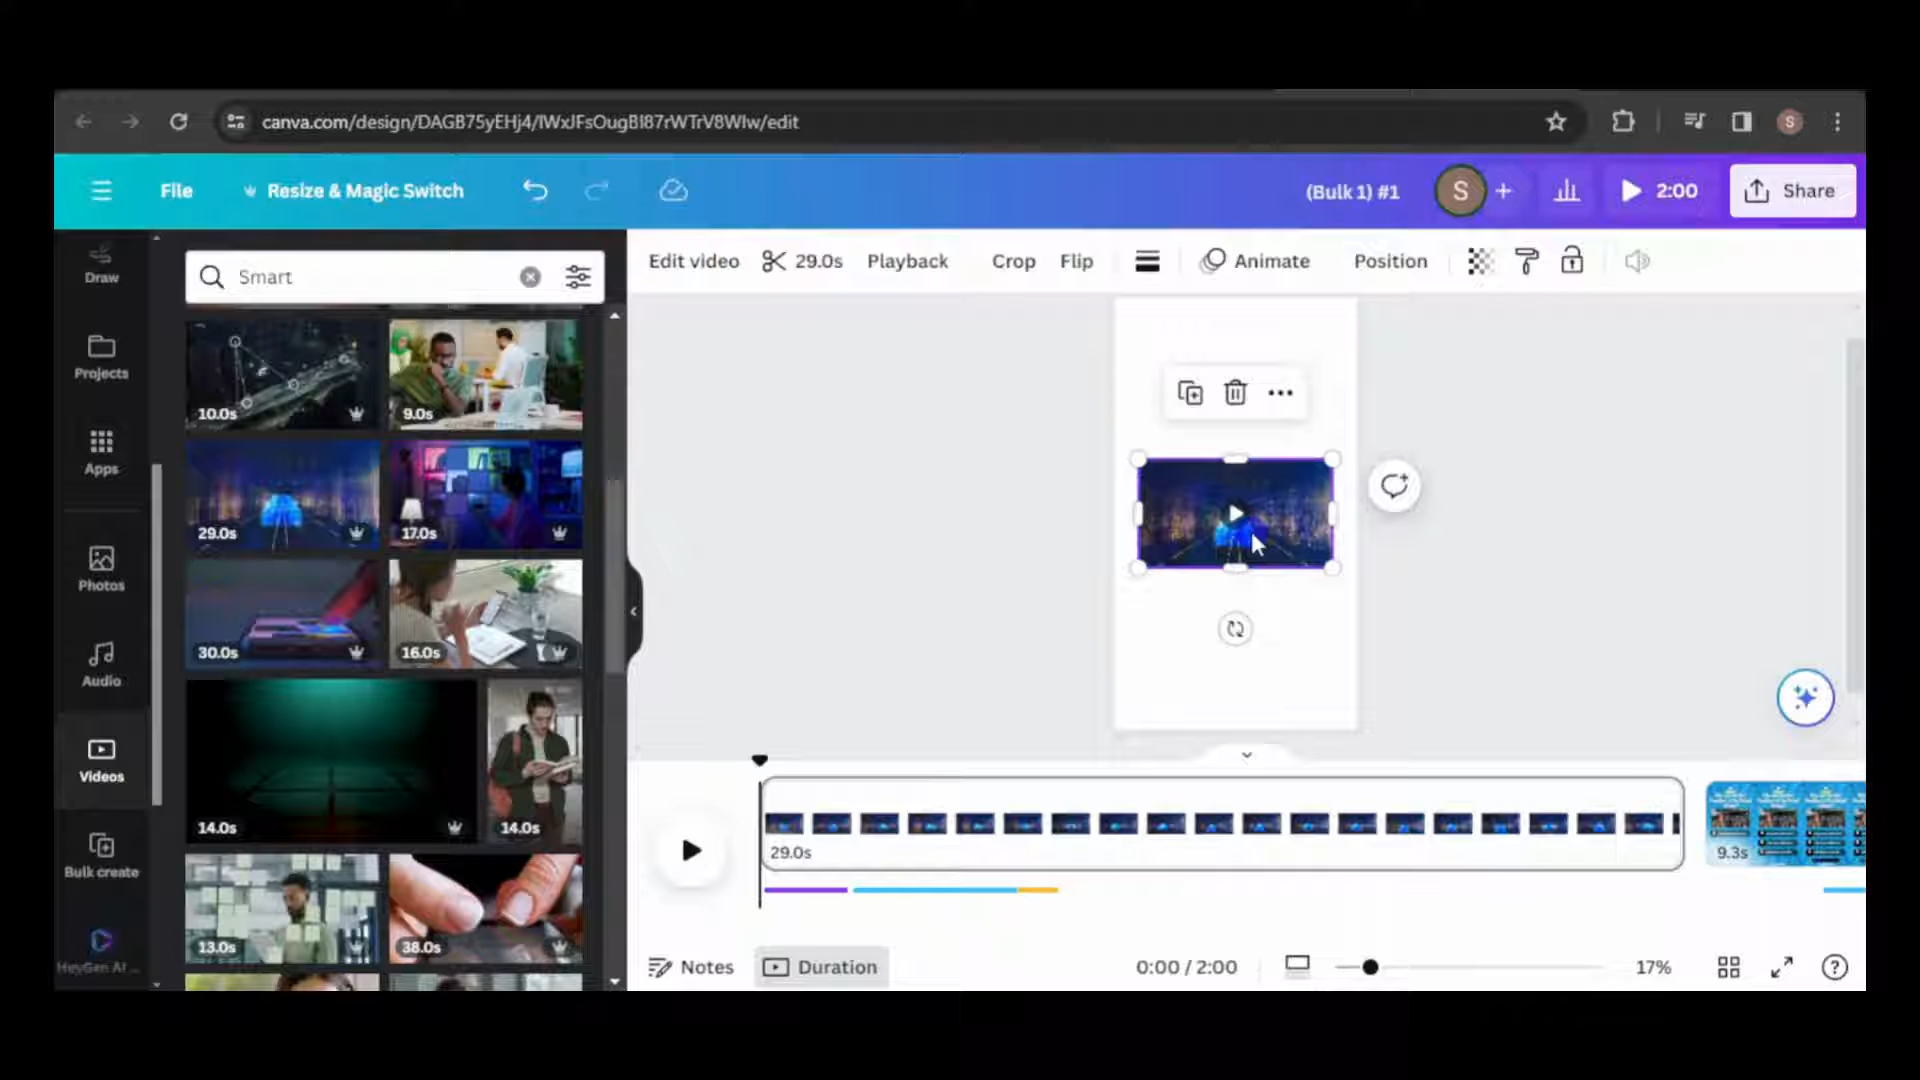 canva.com/design/DAGB75yEHj4/IWxJFsOugBI87rWTrV8WIw/edit
File
Resize & Magic Switch
(Bulk 1) #1
S
2:00
Share
Draw
Projects
Apps
Photos
Audio
Videos
Bulk create
HeyGen AI ...
Smart
10.0s
9.0s
29.0s
17.0s
30.0s
16.0s
14.0s
14.0s
13.0s
38.0s
Edit video
29.0s
Playback
Crop
Flip
Animate
Position
29.0s
9.3s
Notes
Duration
0:00 / 2:00
17%